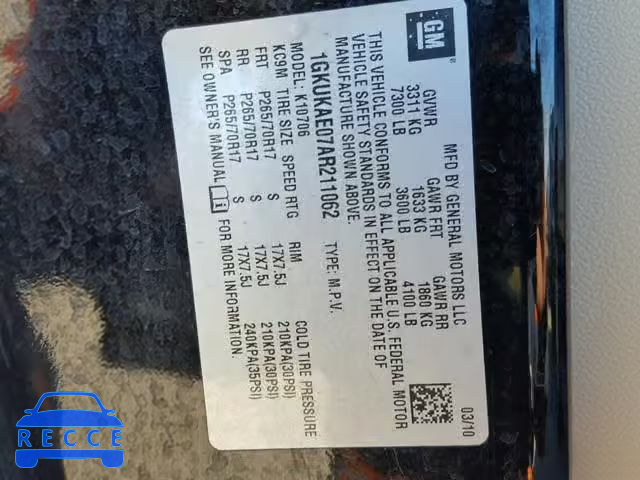 GM
MFD BY GENERAL MOTORS LLC
03/10
GVWR GAWR FRT GAWR RR
3311 KG 1633 KG 1860 KG
7300 LB 3600 LB 4100 LB
THIS VEHICLE CONFORMS TO ALL APPLICABLE U.S. FEDERAL MOTOR
VEHICLE SAFETY STANDARDS IN EFFECT ON THE DATE OF
MANUFACTURE SHOWN ABOVE.
1GKUKAE07AR211062 TYPE: M.P.V.
MODEL: K10706
KC9M TIRE SIZE SPEED RTG RIM COLD TIRE PRESSURE
FRT P265/70R17 S 17X7.5J 210KPA(30PSI)
RR P265/70R17 S 17X7.5J 210KPA(30PSI)
SPA P265/70R17 S 17X7.5J 240KPA(35PSI)
SEE OWNER'S MANUAL FOR MORE INFORMATION.
RECCE